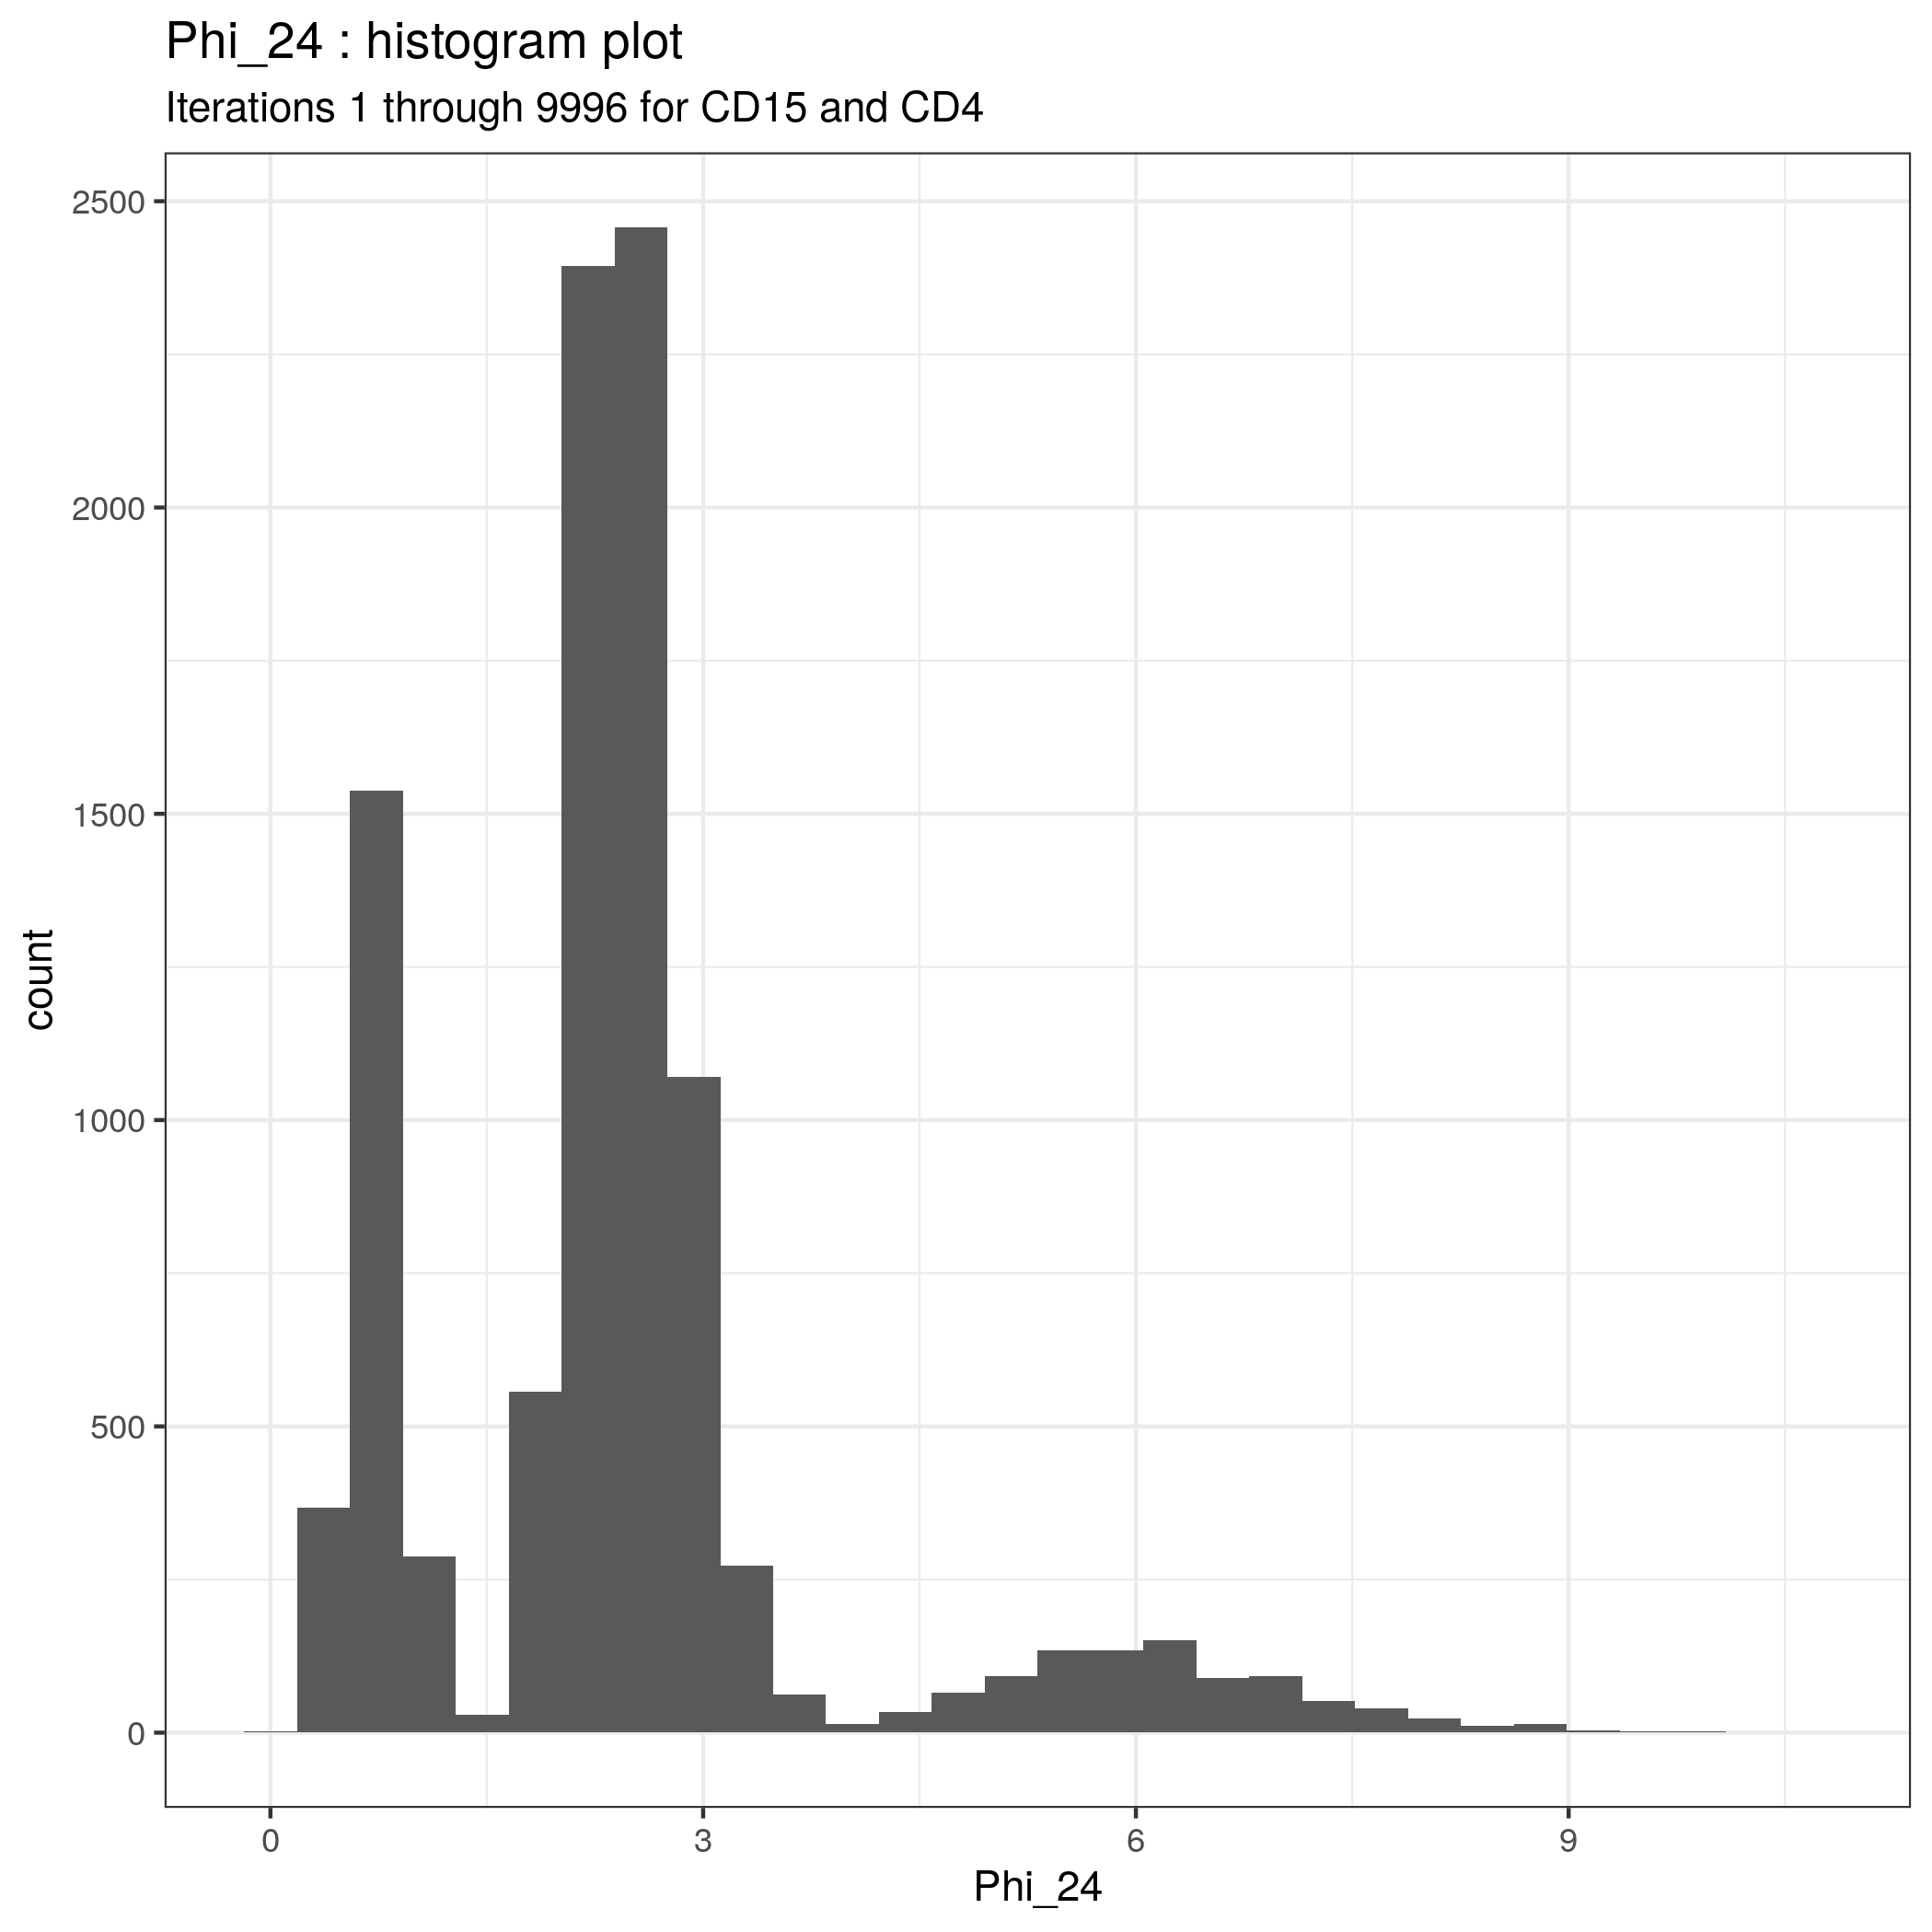 Phi_24 : histogram plot
Iterations 1 through 9996 for CD15 and CD4
2500
2000
1500
1000
500
0
count
0 3 6 9
Phi_24